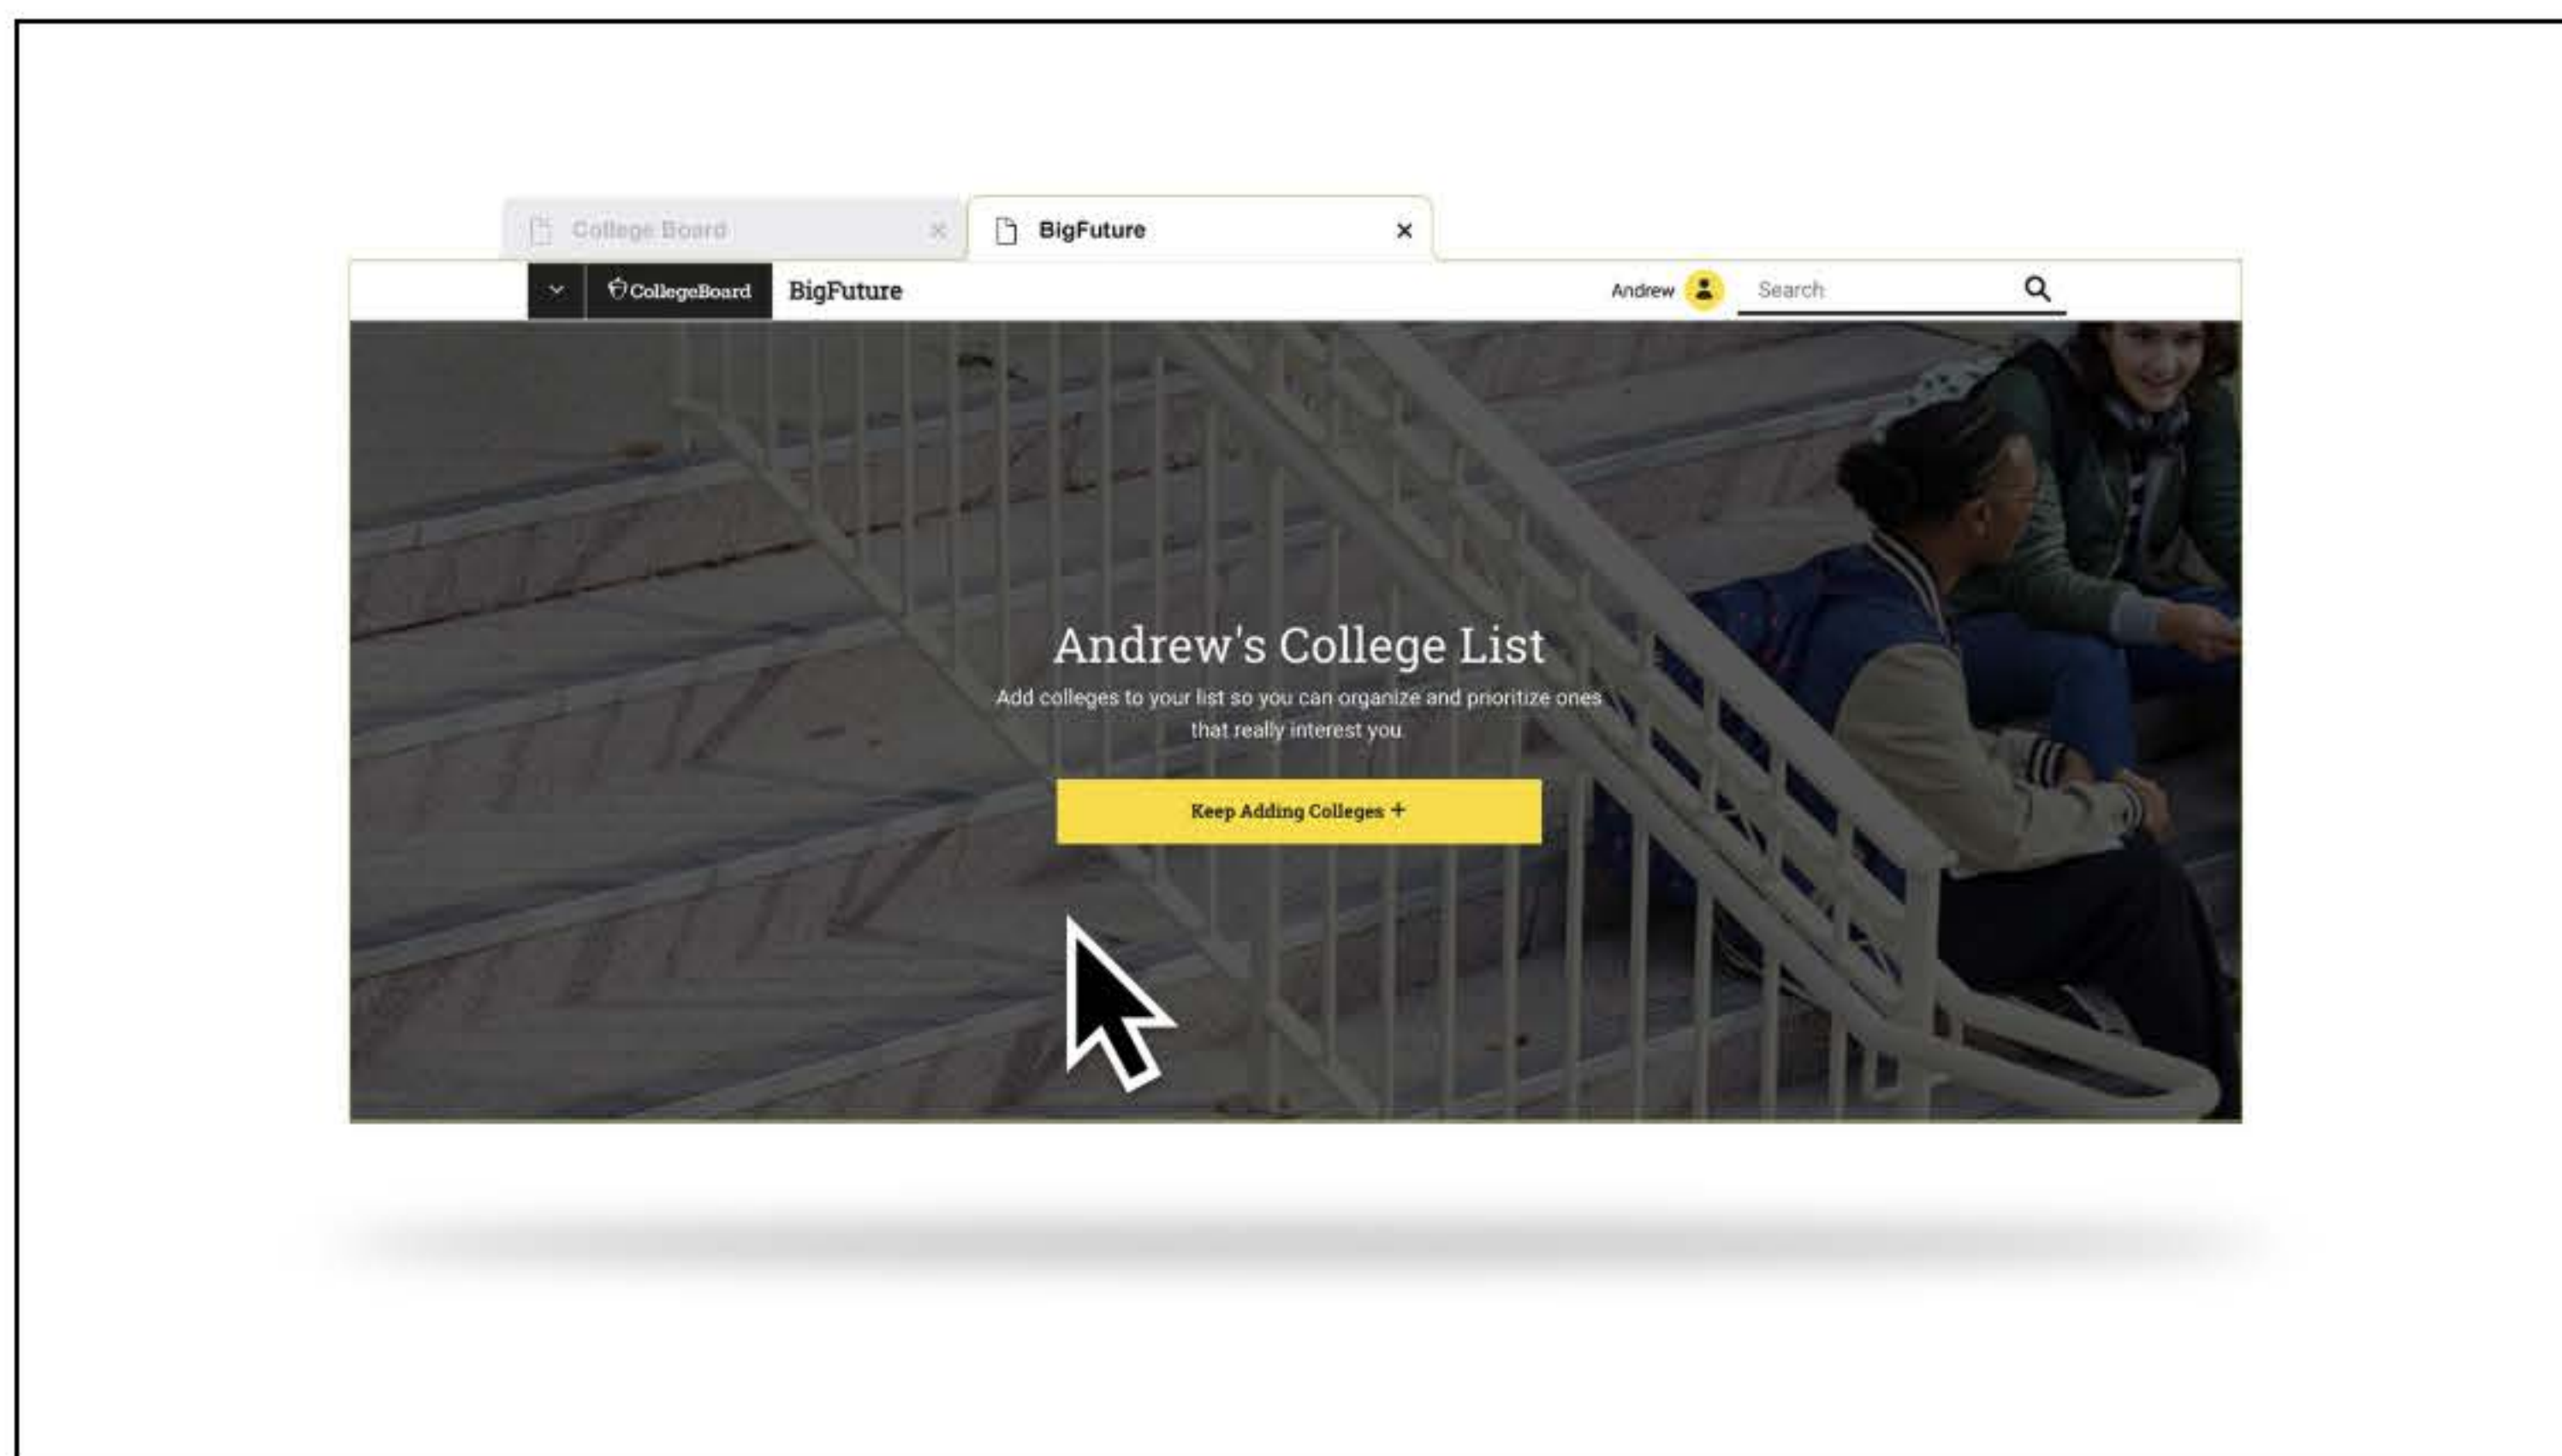 College Board
BigFuture
CollegeBoard
BigFuture
Andrew
Search
Andrew's College List
Add colleges to your list so you can organize and prioritize ones
that really interest you.
Keep Adding Colleges +